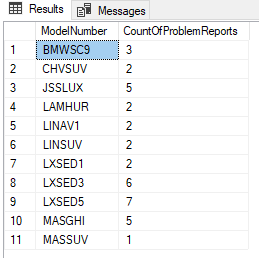 Results Messages
ModelNumber CountOfProblemReports
1 BMWSC9 3
2 CHVSUV 2
3 JSSLUX 5
4 LAMHUR 2
5 LINAV1 2
6 LINSUV 2
7 LXSED1 2
8 LXSED3 6
9 LXSED5 7
10 MASGHI 5
11 MASSUV 1